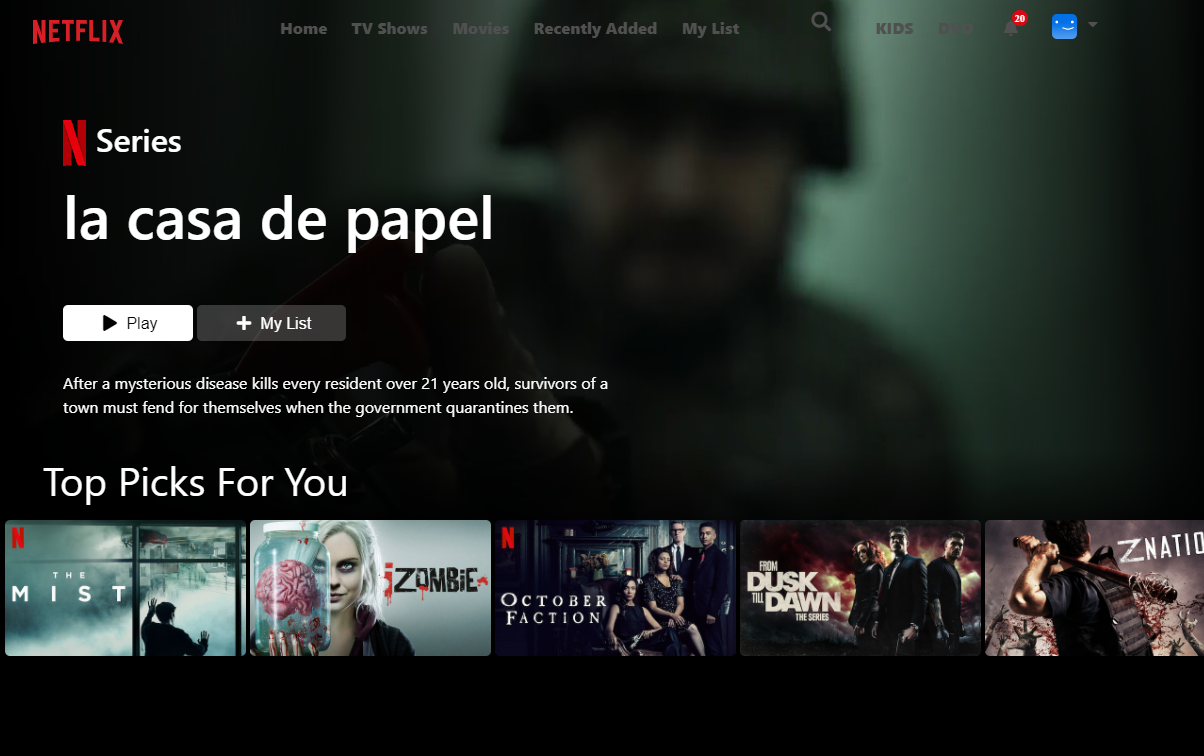 NETFLIX
Home TV Shows Movies Recently Added My List KIDS DVD 20
N Series
la casa de papel
Play My List
After a mysterious disease kills every resident over 21 years old, survivors of a
town must fend for themselves when the government quarantines them.
Top Picks For You
N
THE
MIST
iZOMBiE
N
OCTOBER
FACTION
FROM
DUSK
TILL
DAWN
THE SERIES
Z NATIO